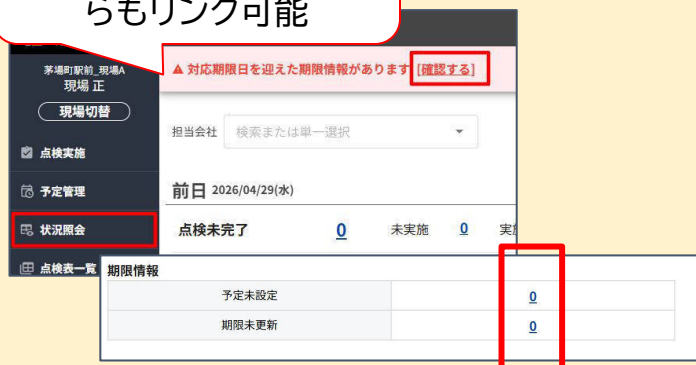 らもリンク可能
茅場町駅前_現場A
現場 正
現場切替
点検実施
予定管理
状況照会
点検表一覧
対応期限日を迎えた期限情報があります [確認する]
担当会社 検索または単一選択
前日 2026/04/29(水)
点検未完了 0 未実施 0 実
期限情報
予定未設定 0
期限未更新 0